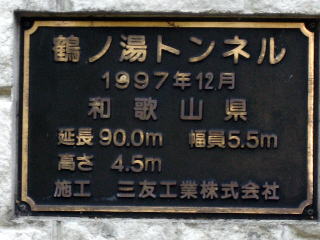 鶴ノ湯トンネル
1997年12月
和歌山県
延長90.0m 幅員5.5m
高さ 4.5m
施工 三友工業株式会社